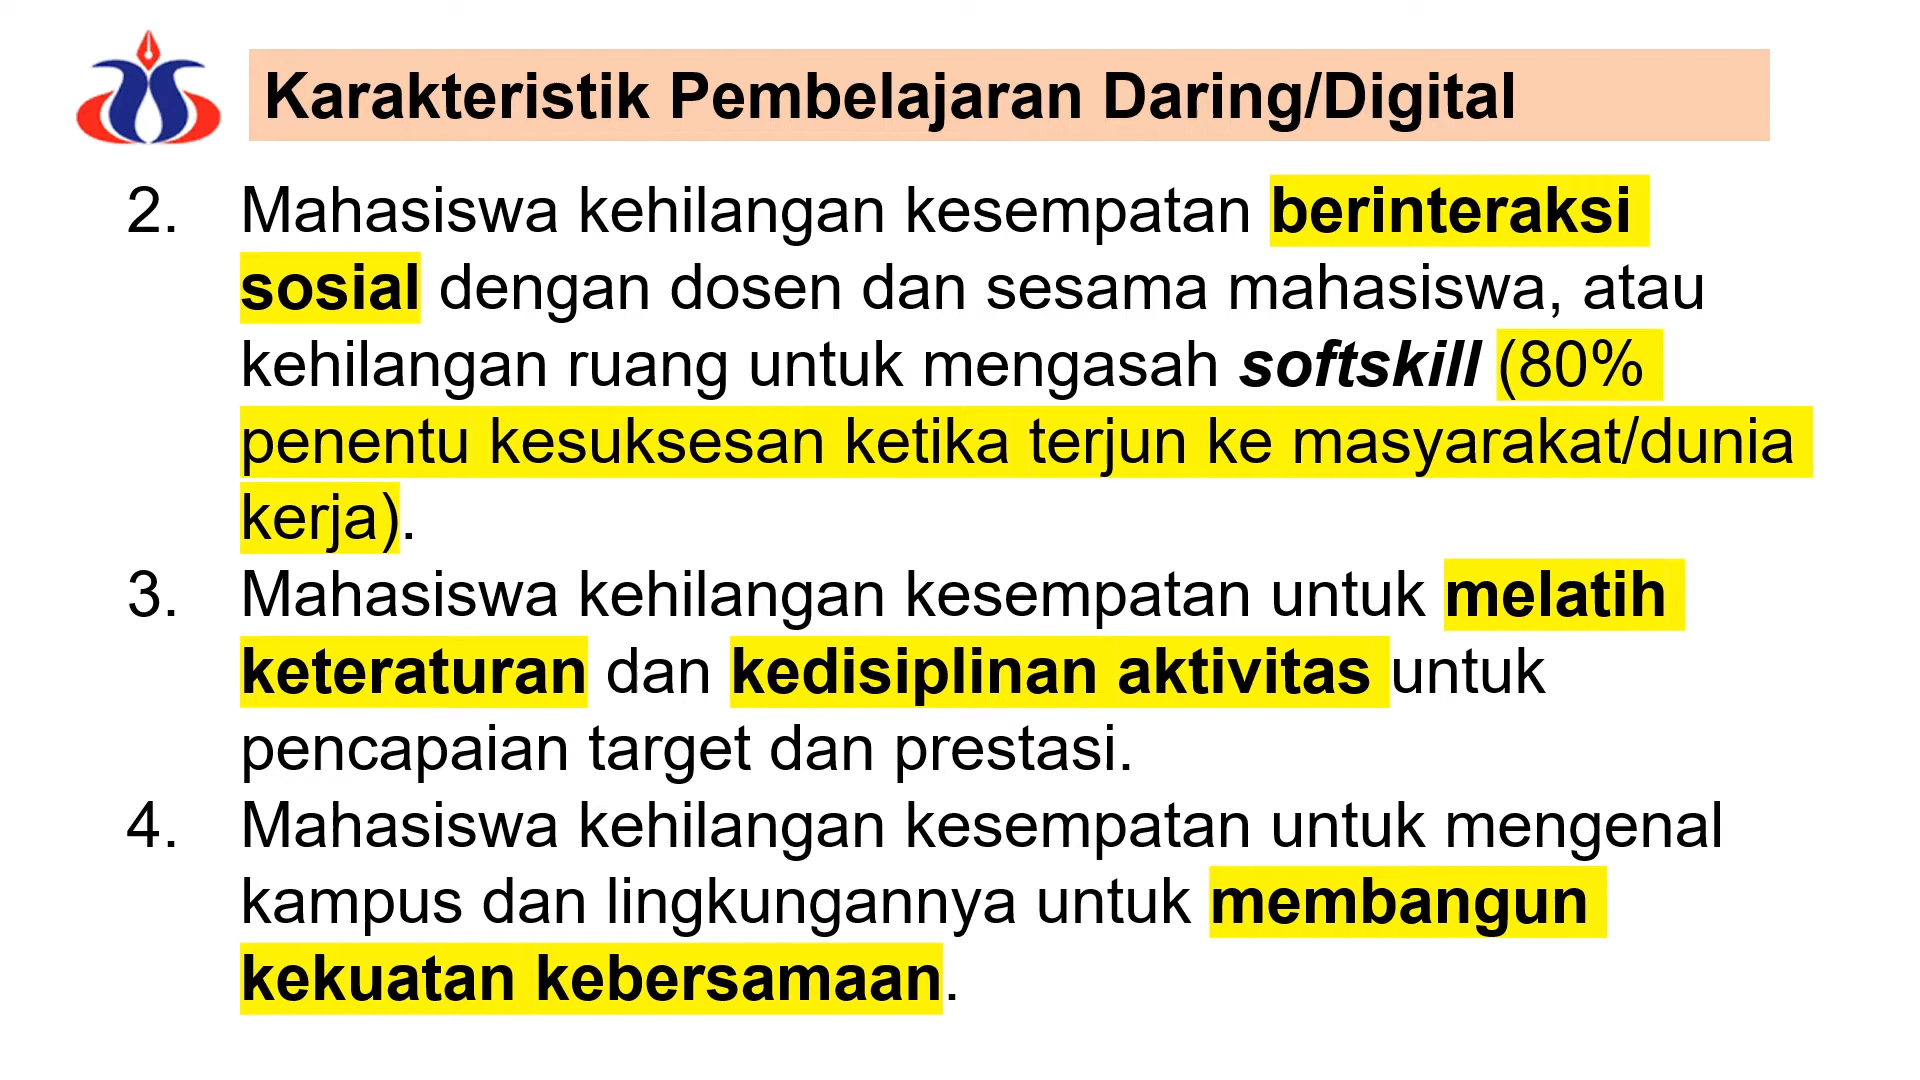 Karakteristik Pembelajaran Daring/Digital
2. Mahasiswa kehilangan kesempatan berinteraksi
sosial dengan dosen dan sesama mahasiswa, atau
kehilangan ruang untuk mengasah softskill (80%
penentu kesuksesan ketika terjun ke masyarakat/dunia
kerja).
3. Mahasiswa kehilangan kesempatan untuk melatih
keteraturan dan kedisiplinan aktivitas untuk
pencapaian target dan prestasi.
4. Mahasiswa kehilangan kesempatan untuk mengenal
kampus dan lingkungannya untuk membangun
kekuatan kebersamaan.